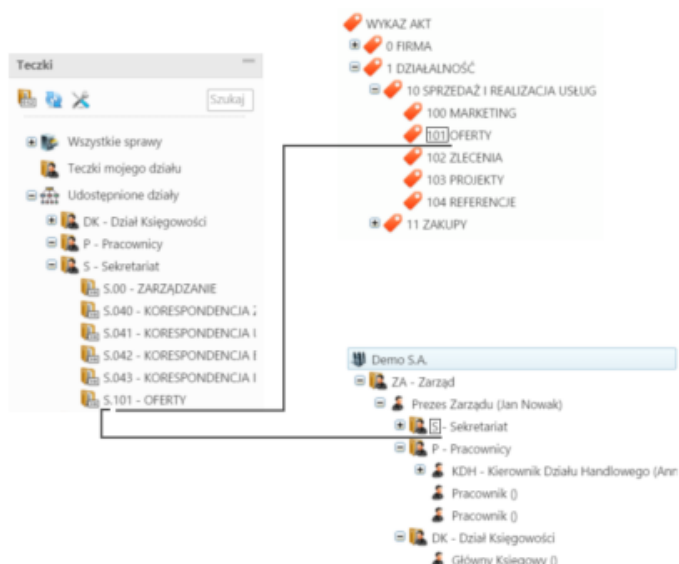 Teczki
Szukaj
Wszystkie sprawy
Teczki mojego działu
Udostępnione działy
DK - Dział Księgowości
P - Pracownicy
S - Sekretariat
S.00 - ZARZĄDZANIE
S.040 - KORESPONDENCJA
S.041 - KORESPONDENCJA
S.042 - KORESPONDENCJA
S.043 - KORESPONDENCJA
S.101 - OFERTY
WYKAZ AKT
0 FIRMA
1 DZIAŁALNOŚĆ
10 SPRZEDAŻ I REALIZACJA USŁUG
100 MARKETING
101 OFERTY
102 ZLECENIA
103 PROJEKTY
104 REFERENCJE
11 ZAKUPY
Demo S.A.
ZA - Zarząd
Prezes Zarządu (Jan Nowak)
S - Sekretariat
P - Pracownicy
KDH - Kierownik Działu Handlowego (Ann
Pracownik ()
Pracownik ()
DK - Dział Księgowości
Główny Księgowy ()